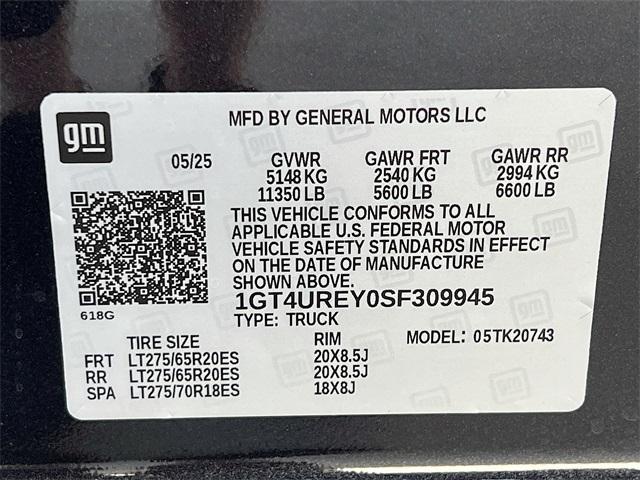 gm
MFD BY GENERAL MOTORS LLC
05/25 GVWR GAWR FRT GAWR RR
5148 KG 2540 KG 2994 KG
11350 LB 5600 LB 6600 LB
THIS VEHICLE CONFORMS TO ALL
APPLICABLE U.S. FEDERAL MOTOR
VEHICLE SAFETY STANDARDS IN EFFECT
ON THE DATE OF MANUFACTURE
SHOWN ABOVE.
1GT4UREY0SF309945
618G
TYPE: TRUCK
TIRE SIZE RIM MODEL: 05TK20743
FRT LT275/65R20ES 20X8.5J
RR LT275/65R20ES 20X8.5J
SPA LT275/70R18ES 18X8J